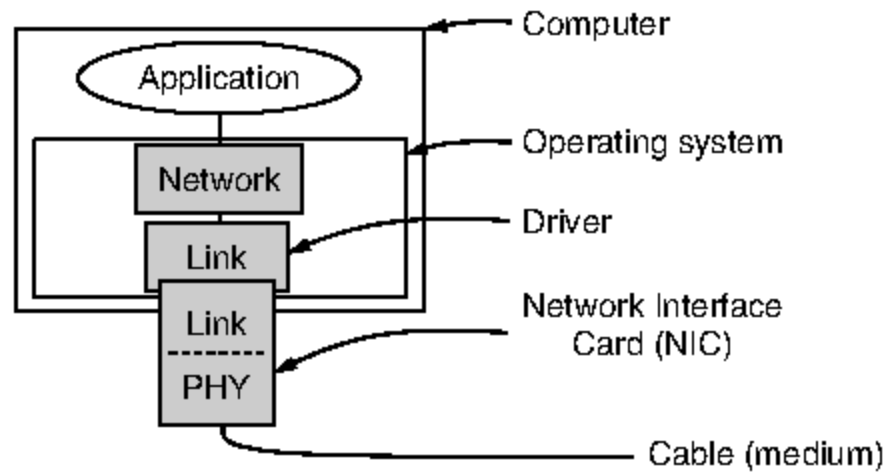 Computer
Application
Operating system
Network
Driver
Link
Link
Network Interface
Card (NIC)
PHY
Cable (medium)